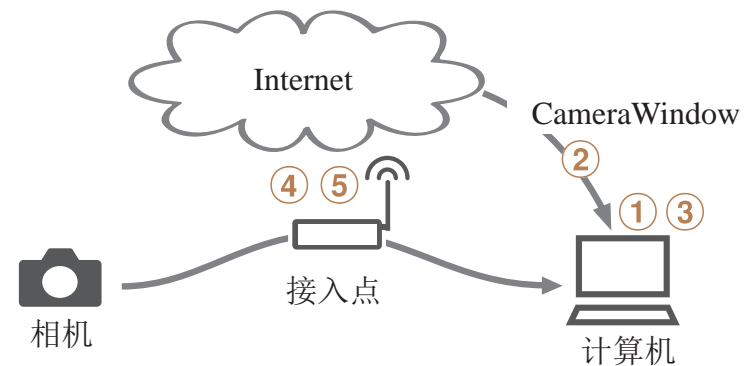 Internet
CameraWindow
②
④ ⑤
① ③
接入点
相机
计算机